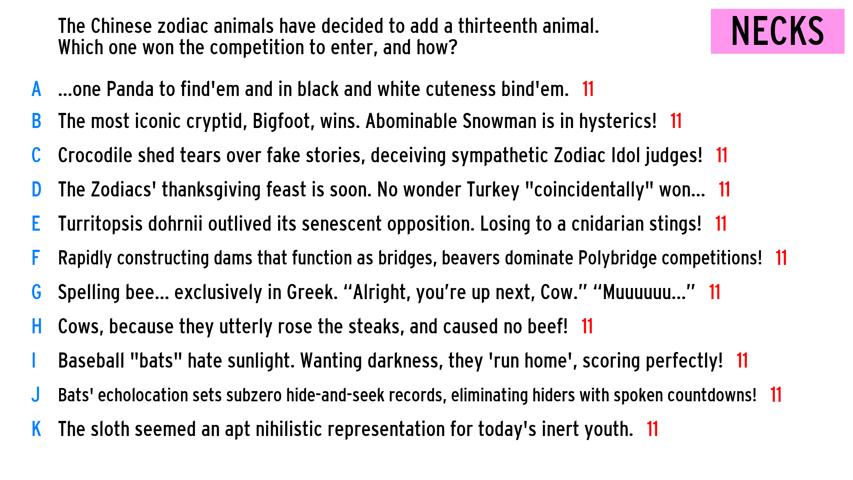 The Chinese zodiac animals have decided to add a thirteenth animal.
Which one won the competition to enter, and how?
NECKS
A ...one Panda to find'em and in black and white cuteness bind'em. 11
B The most iconic cryptid, Bigfoot, wins. Abominable Snowman is in hysterics! 11
C Crocodile shed tears over fake stories, deceiving sympathetic Zodiac Idol judges! 11
D The Zodiacs' thanksgiving feast is soon. No wonder Turkey "coincidentally" won... 11
E Turritopsis dohrnii outlived its senescent opposition. Losing to a cnidarian stings! 11
F Rapidly constructing dams that function as bridges, beavers dominate Polybridge competitions! 11
G Spelling bee... exclusively in Greek. “Alright, you’re up next, Cow.” “Muuuuuu...” 11
H Cows, because they utterly rose the steaks, and caused no beef! 11
I Baseball "bats" hate sunlight. Wanting darkness, they 'run home', scoring perfectly! 11
J Bats' echolocation sets subzero hide-and-seek records, eliminating hiders with spoken countdowns! 11
K The sloth seemed an apt nihilistic representation for today's inert youth. 11